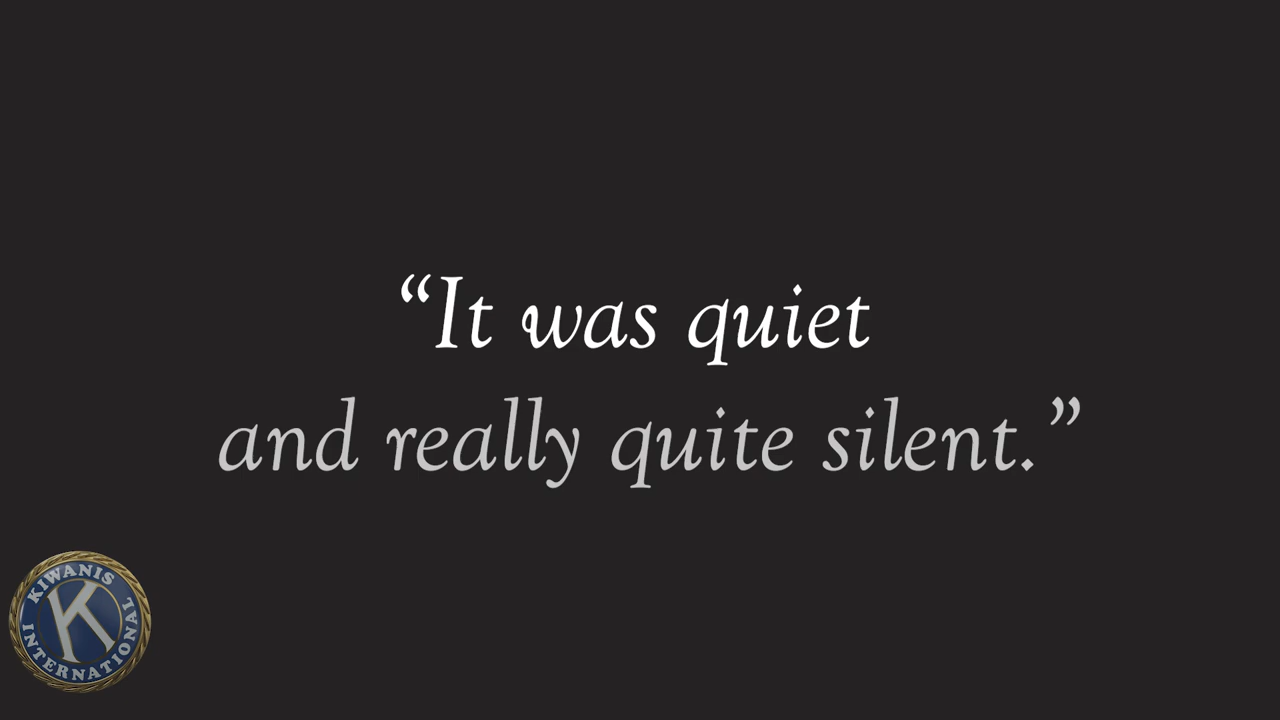 “It was quiet
and really quite silent.”
KIWANIS
K
INTERNATIONAL